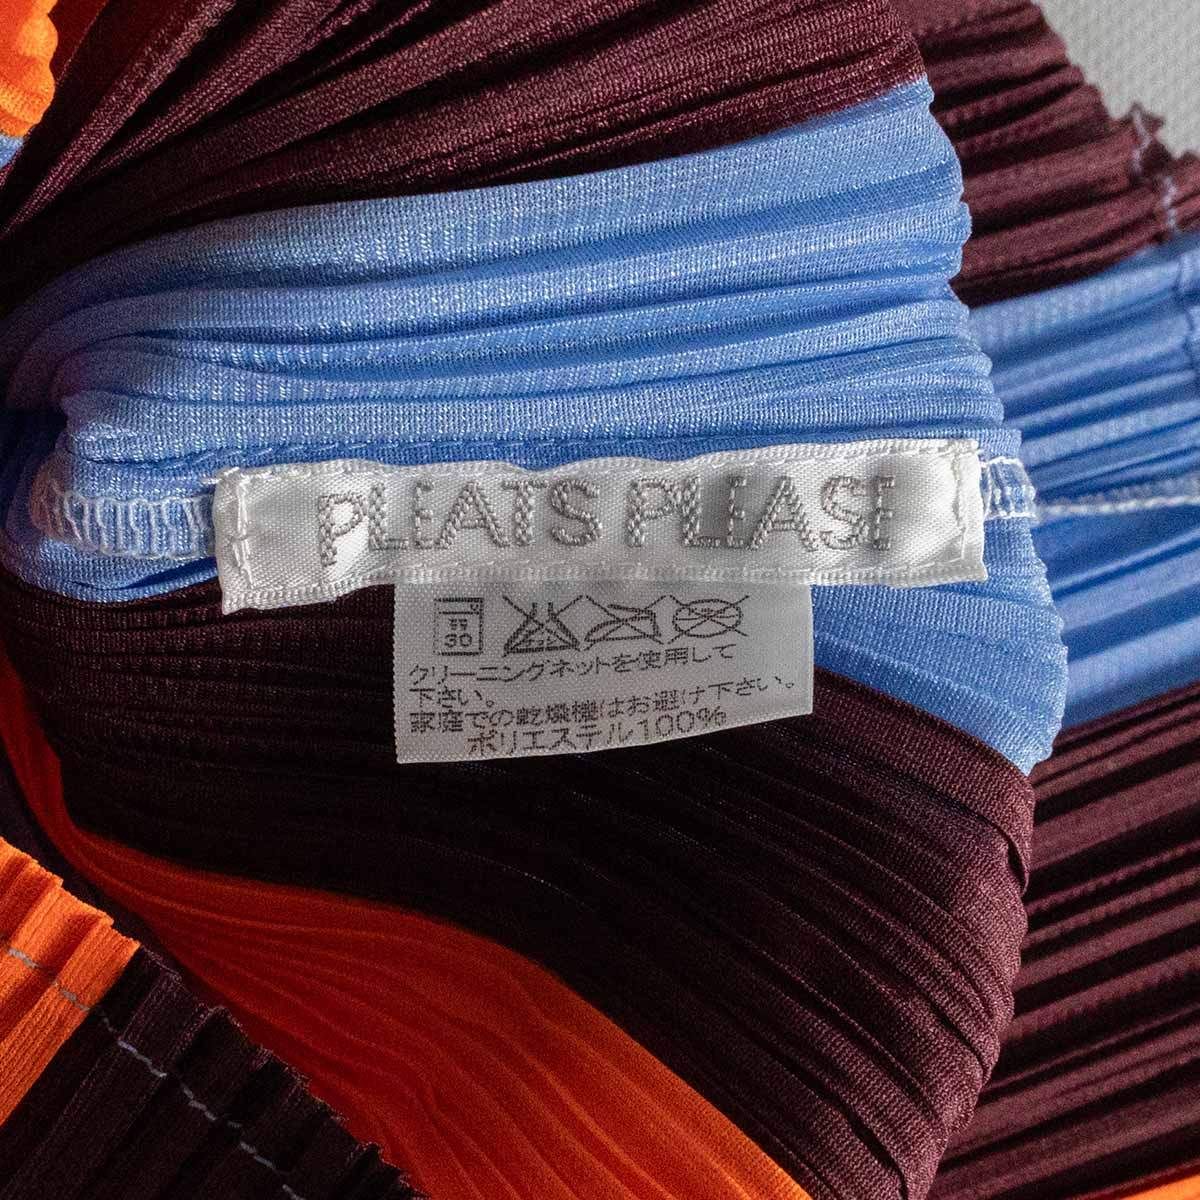 PLEATS PLEASE
弱
30
クリーニングネットを使用して
下さい。
家庭での乾燥機はお避け下さい。
ポリエステル100%